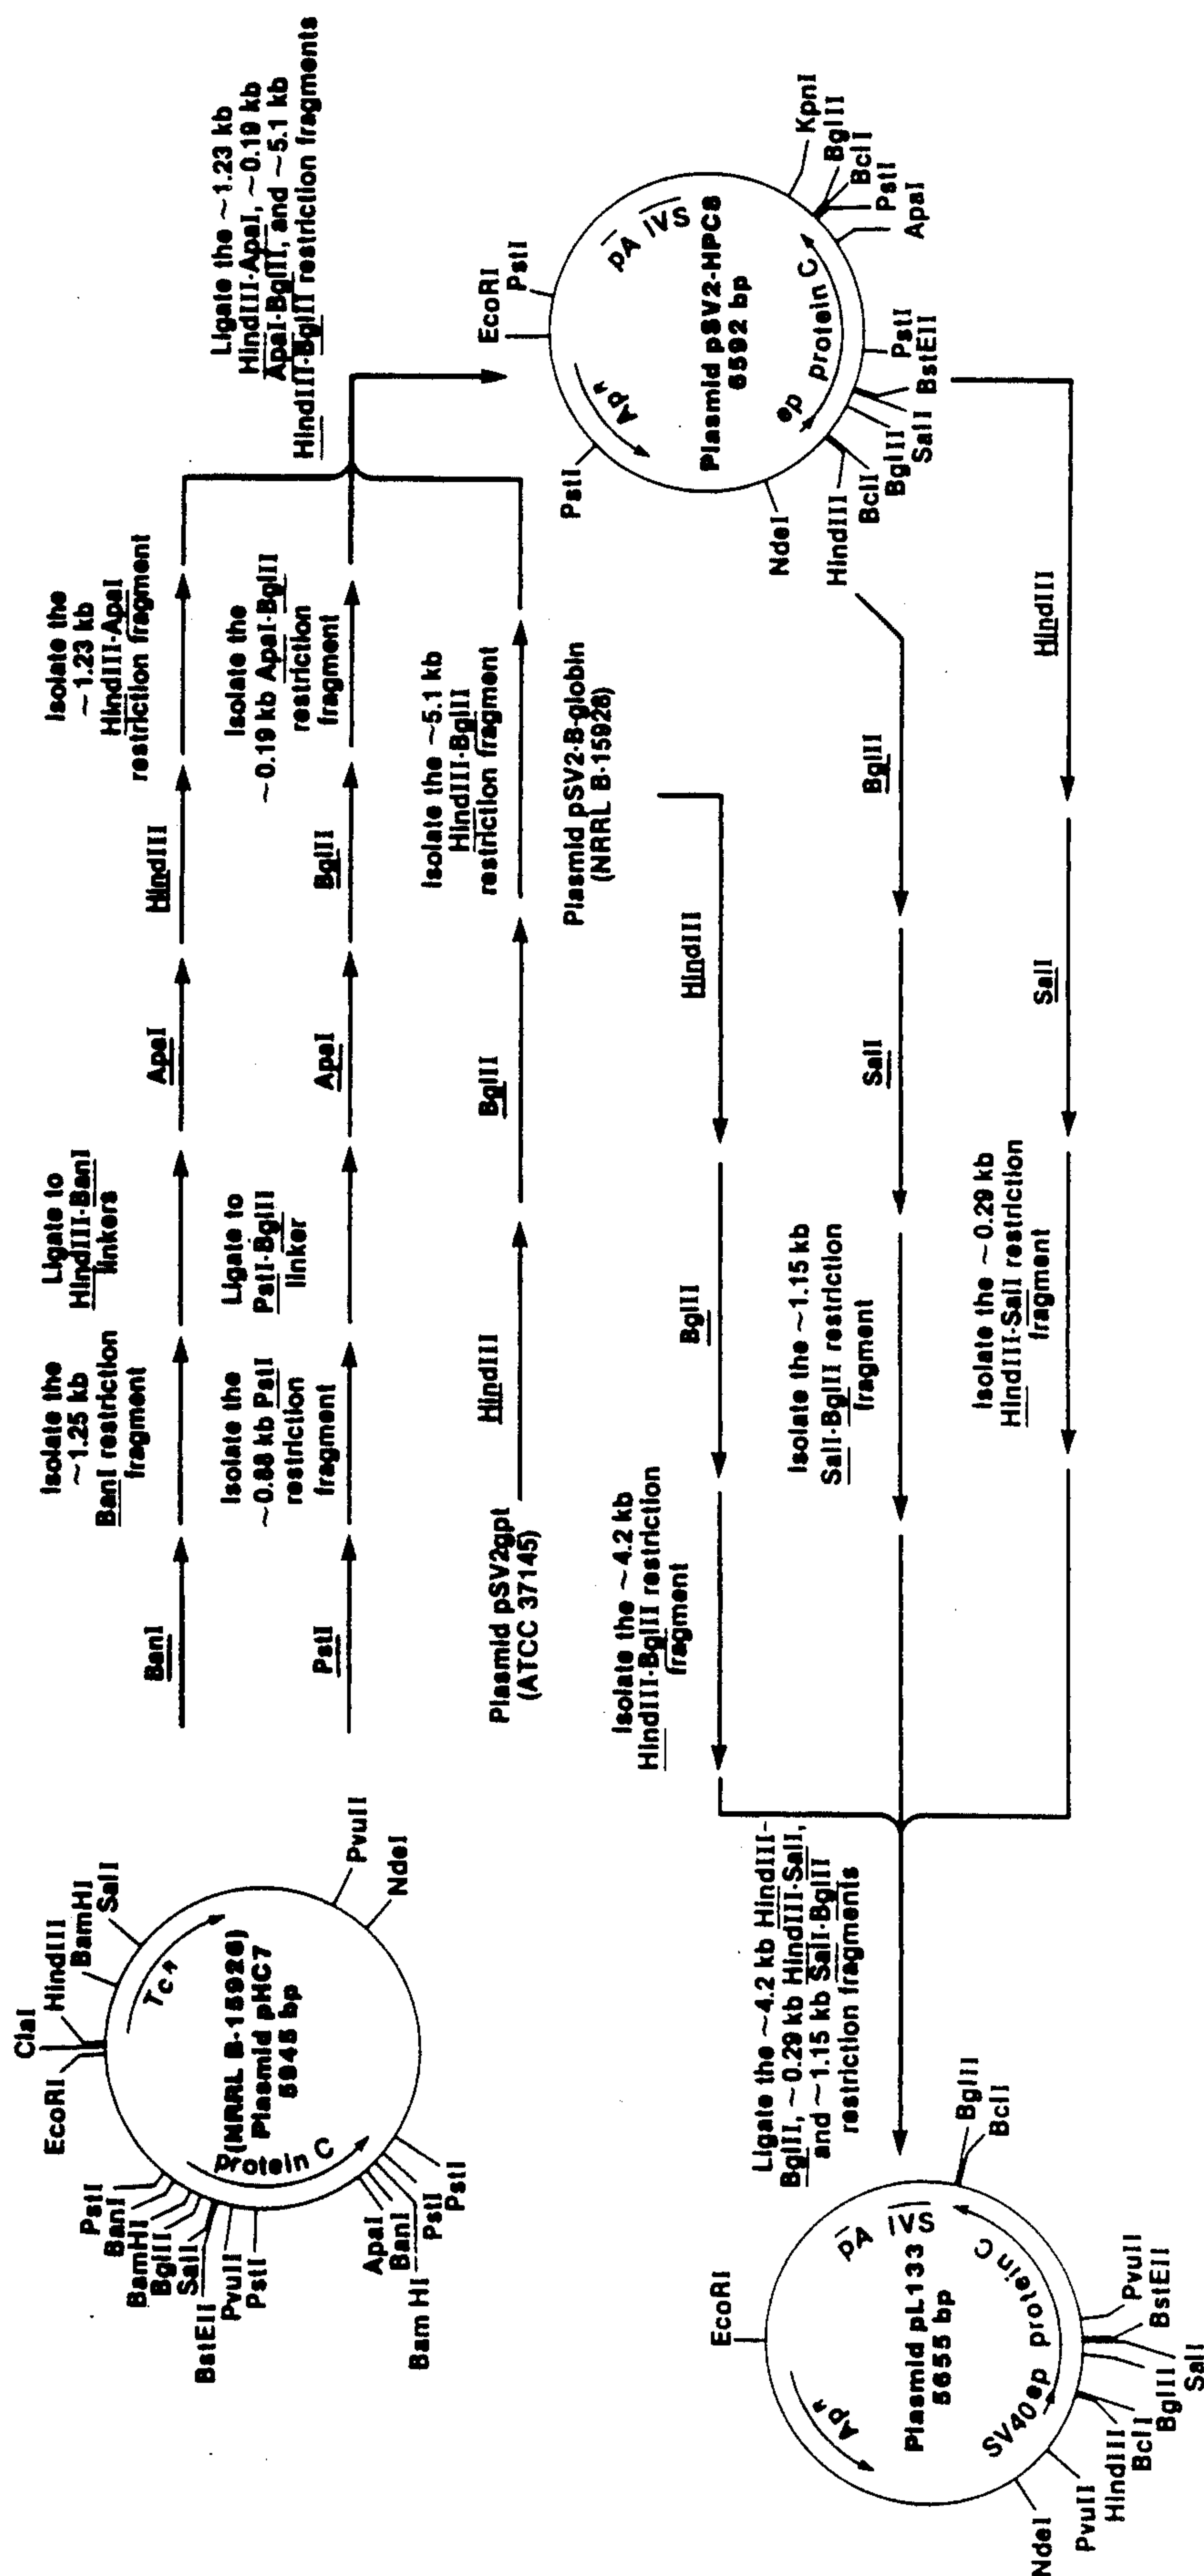 ClaI
EcoRI
HindIII
BamHI
SalI
PstI
BanI
BamHI
BglII
SalI
BstEII
PvuII
PstI
Tcᴿ
(NRRL B-15926)
Plasmid pHC7
5945 bp
Protein C
PvuII
NdeI
ApaI
BanI
Bam HI
PstI
PstI
BanI
Isolate the
~1.25 kb
BanI restriction
fragment
Ligate to
HindIII-BanI
linkers
ApaI
HindIII
Isolate the
~1.23 kb
HindIII-ApaI
restriction fragment
PstI
Isolate the
~0.88 kb PstI
restriction
fragment
Ligate to
PstI-BglII
linker
ApaI
BglII
Isolate the
~0.19 kb ApaI-BglII
restriction
fragment
Plasmid pSV2gpt
(ATCC 37145)
HindIII
BglII
Isolate the ~5.1 kb
HindIII-BglII
restriction fragment
Ligate the ~1.23 kb
HindIII-ApaI, ~0.19 kb
ApaI-BglII, and ~5.1 kb
HindIII-BglII restriction fragments
EcoRI
PstI
PstI
Apᴿ
pA
IVS
Plasmid pSV2-HPC8
6592 bp
ep
protein C
NdeI
HindIII
BclI
BglII
SalI
BstEII
PstI
KpnI
BglII
BclI
PstI
ApaI
Plasmid pSV2-B-globin
(NRRL B-15928)
HindIII
BglII
Isolate the ~4.2 kb
HindIII-BglII restriction
fragment
BglII
SalI
Isolate the ~1.15 kb
SalI-BglII restriction
fragment
HindIII
SalI
Isolate the ~0.29 kb
HindIII-SalI restriction
fragment
Ligate the ~4.2 kb HindIII-
BglII, ~0.29 kb HindIII-SalI,
and ~1.15 kb SalI-BglII
restriction fragments
EcoRI
Apᴿ
pA
IVS
Plasmid pL133
5655 bp
SV40ep
protein C
BglII
BclI
NdeI
PvuII
HindIII
BclI
BglII
SalI
BstEII
PvuII